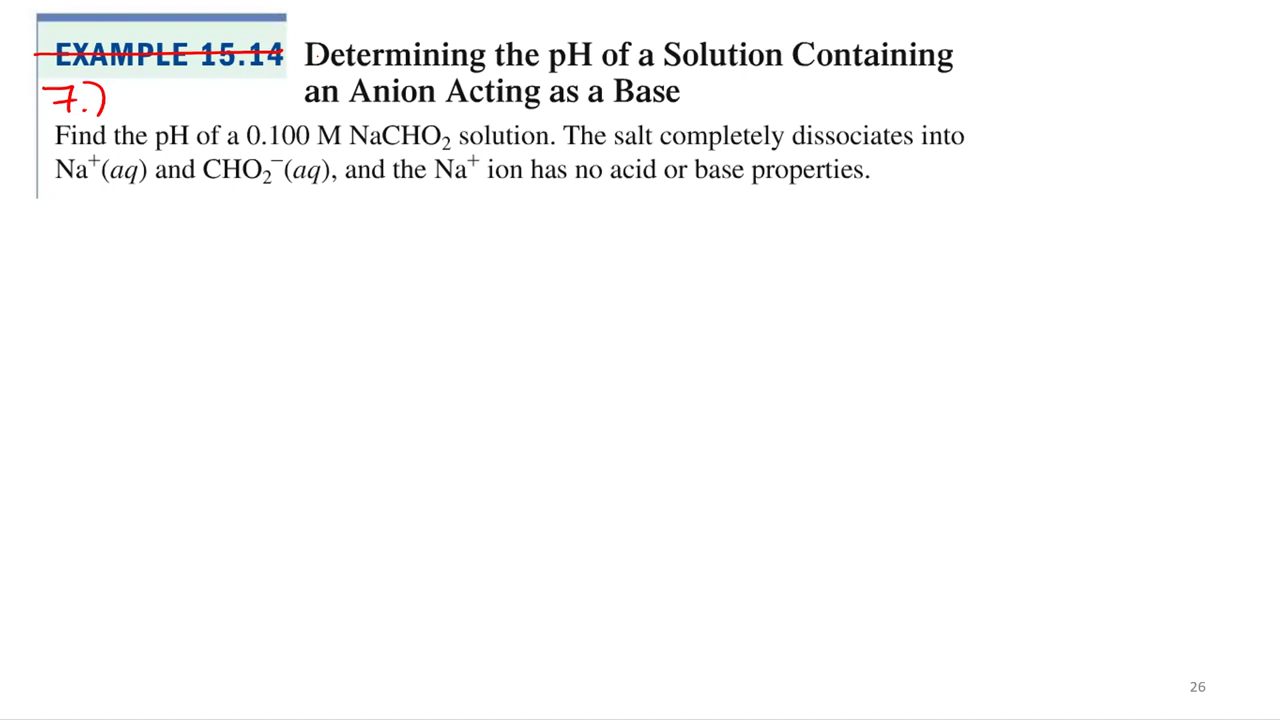 EXAMPLE 15.14 Determining the pH of a Solution Containing
an Anion Acting as a Base
7.)
Find the pH of a 0.100 M NaCHO₂ solution. The salt completely dissociates into
Na⁺(aq) and CHO₂⁻(aq), and the Na⁺ ion has no acid or base properties.
26